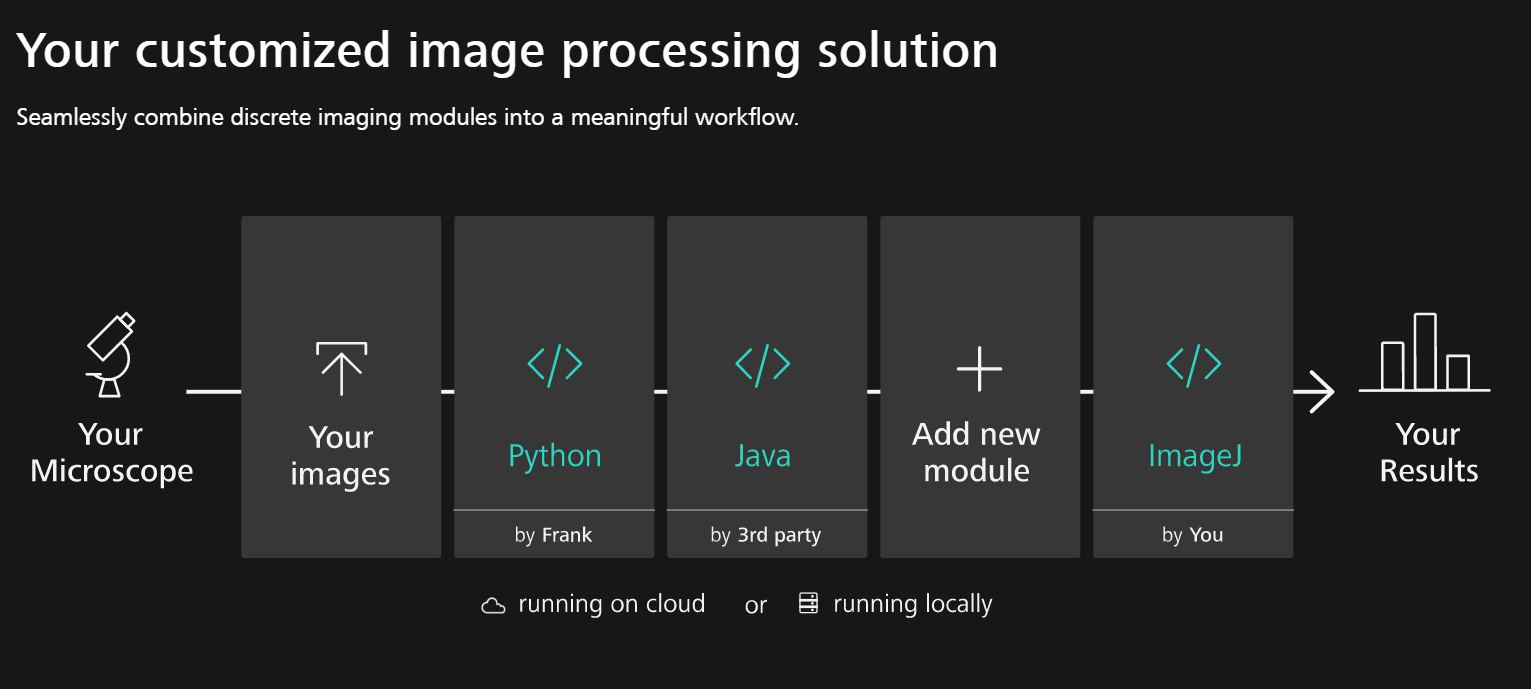 Your customized image processing solution
Seamlessly combine discrete imaging modules into a meaningful workflow.
Your
Microscope
Your
images
Python
by Frank
Java
by 3rd party
Add new
module
ImageJ
by You
Your
Results
running on cloud or running locally